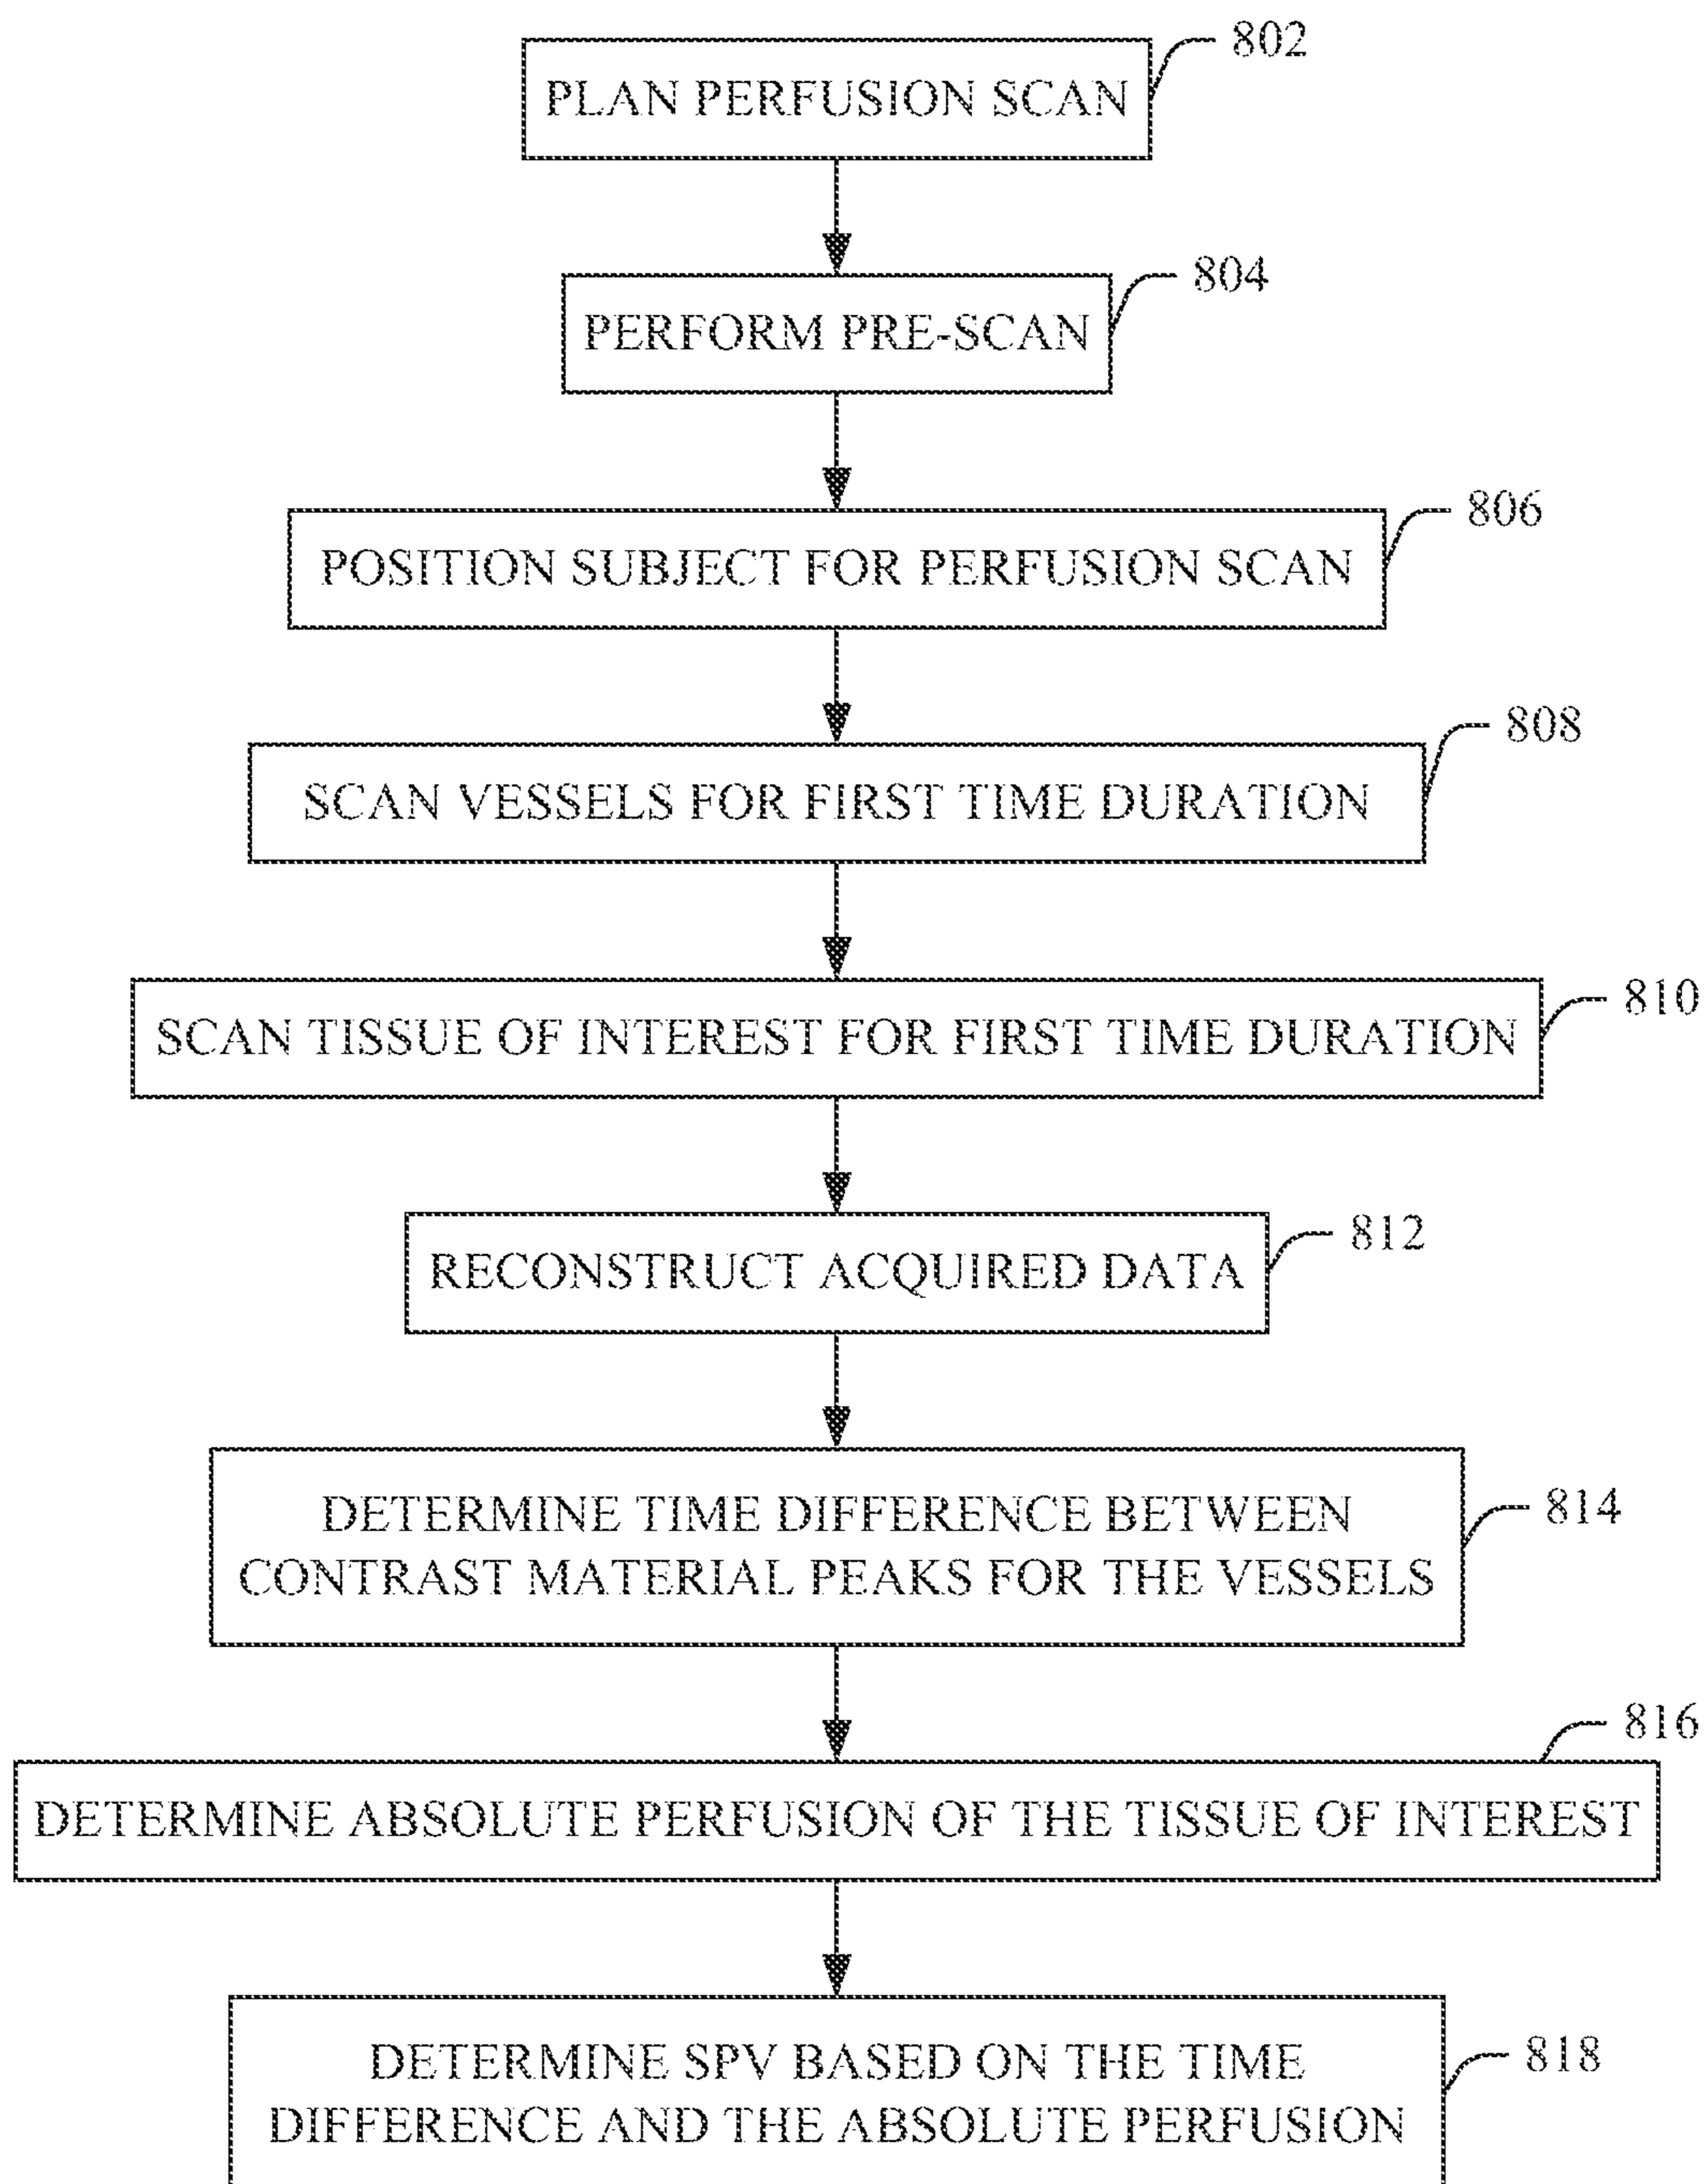 802
PLAN PERFUSION SCAN
804
PERFORM PRE-SCAN
806
POSITION SUBJECT FOR PERFUSION SCAN
808
SCAN VESSELS FOR FIRST TIME DURATION
810
SCAN TISSUE OF INTEREST FOR FIRST TIME DURATION
812
RECONSTRUCT ACQUIRED DATA
814
DETERMINE TIME DIFFERENCE BETWEEN
CONTRAST MATERIAL PEAKS FOR THE VESSELS
816
DETERMINE ABSOLUTE PERFUSION OF THE TISSUE OF INTEREST
818
DETERMINE SPV BASED ON THE TIME
DIFFERENCE AND THE ABSOLUTE PERFUSION